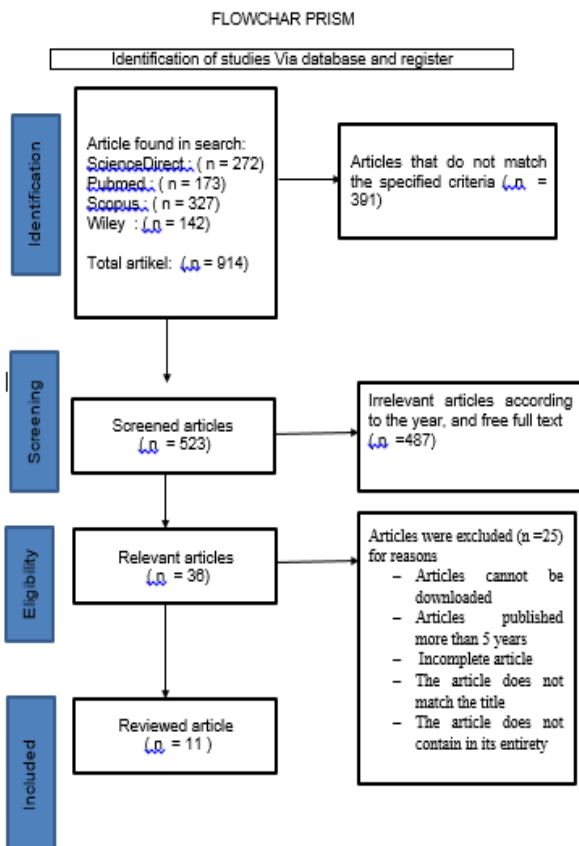 FLOWCHAR PRISM
Identification of studies Via database and register
Identification
Article found in search:
ScienceDirect : ( n = 272)
Pubmed : ( n = 173)
Scopus : ( n = 327)
Wiley : ( n = 142)
Total artikel: ( n = 914)
Articles that do not match
the specified criteria ( n =
391)
Screening
Screened articles
( n = 523)
Irrelevant articles according
to the year, and free full text
( n =487)
Eligibility
Relevant articles
( n = 36)
Articles were excluded (n =25)
for reasons
– Articles cannot be
downloaded
– Articles published
more than 5 years
– Incomplete article
– The article does not
match the title
– The article does not
contain in its entirety
Included
Reviewed article
( n = 11 )